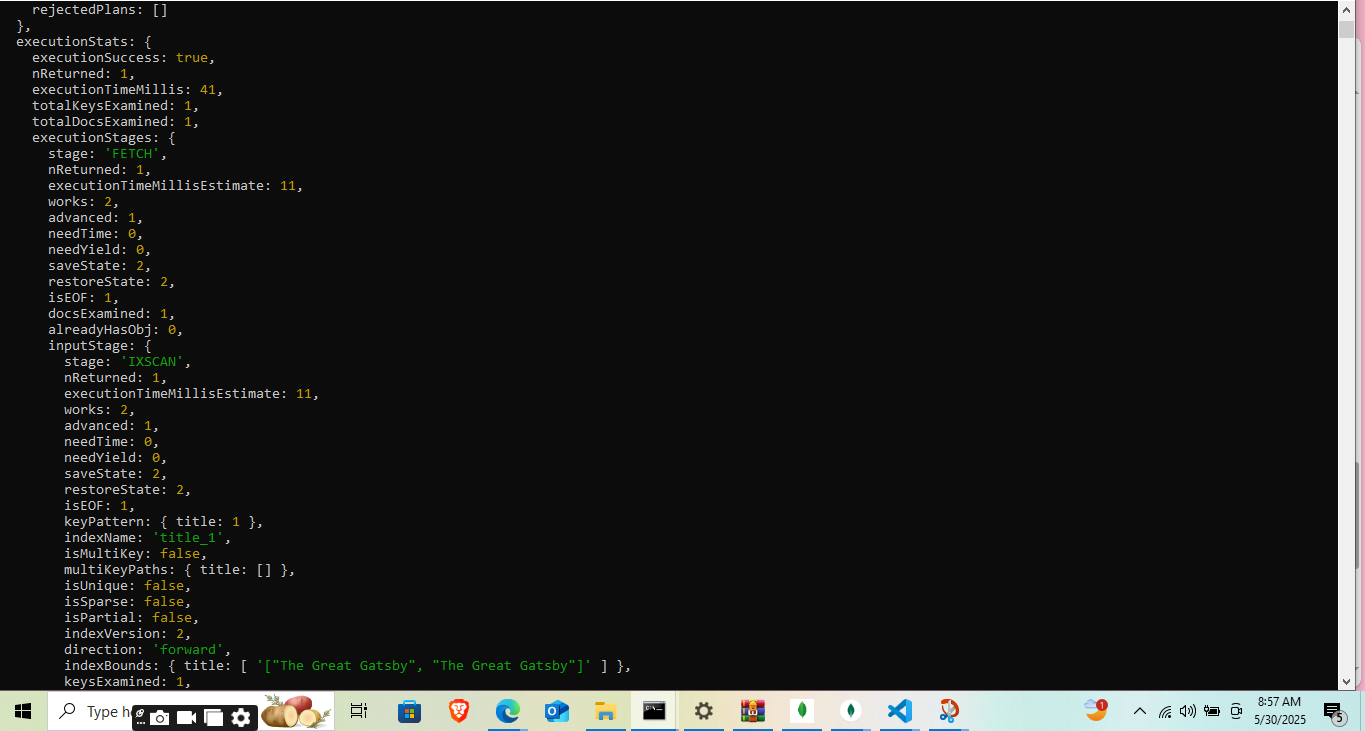 rejectedPlans: []
},
executionStats: {
executionSuccess: true,
nReturned: 1,
executionTimeMillis: 41,
totalKeysExamined: 1,
totalDocsExamined: 1,
executionStages: {
stage: 'FETCH',
nReturned: 1,
executionTimeMillisEstimate: 11,
works: 2,
advanced: 1,
needTime: 0,
needYield: 0,
saveState: 2,
restoreState: 2,
isEOF: 1,
docsExamined: 1,
alreadyHasObj: 0,
inputStage: {
stage: 'IXSCAN',
nReturned: 1,
executionTimeMillisEstimate: 11,
works: 2,
advanced: 1,
needTime: 0,
needYield: 0,
saveState: 2,
restoreState: 2,
isEOF: 1,
keyPattern: { title: 1 },
indexName: 'title_1',
isMultiKey: false,
multiKeyPaths: { title: [] },
isUnique: false,
isSparse: false,
isPartial: false,
indexVersion: 2,
direction: 'forward',
indexBounds: { title: [ '["The Great Gatsby", "The Great Gatsby"]' ] },
keysExamined: 1,
Type
1
8:57 AM
5/30/2025
5